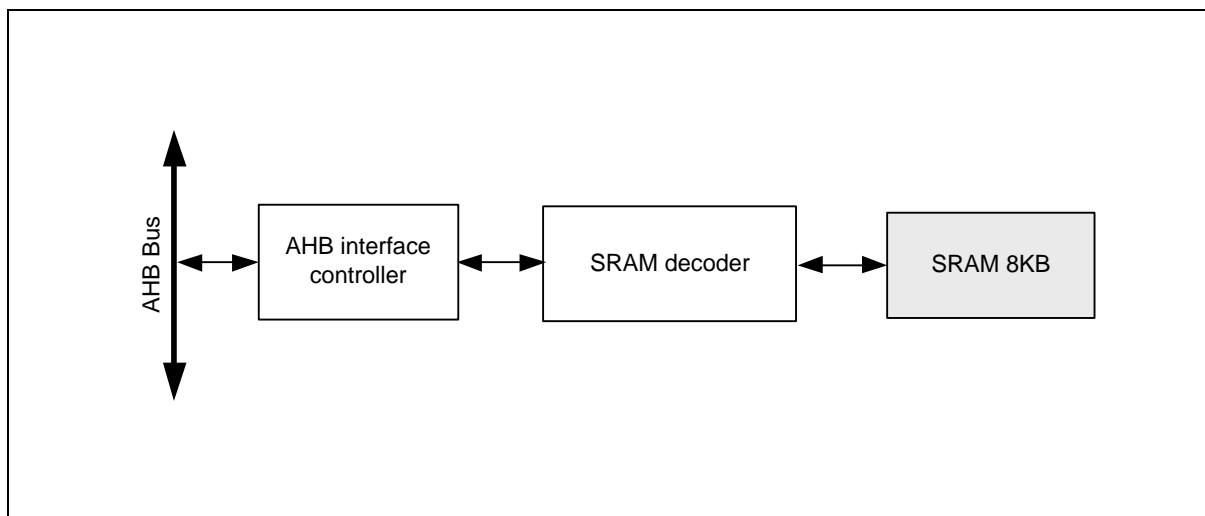 AHB Bus
AHB interface
controller
SRAM decoder
SRAM 8KB